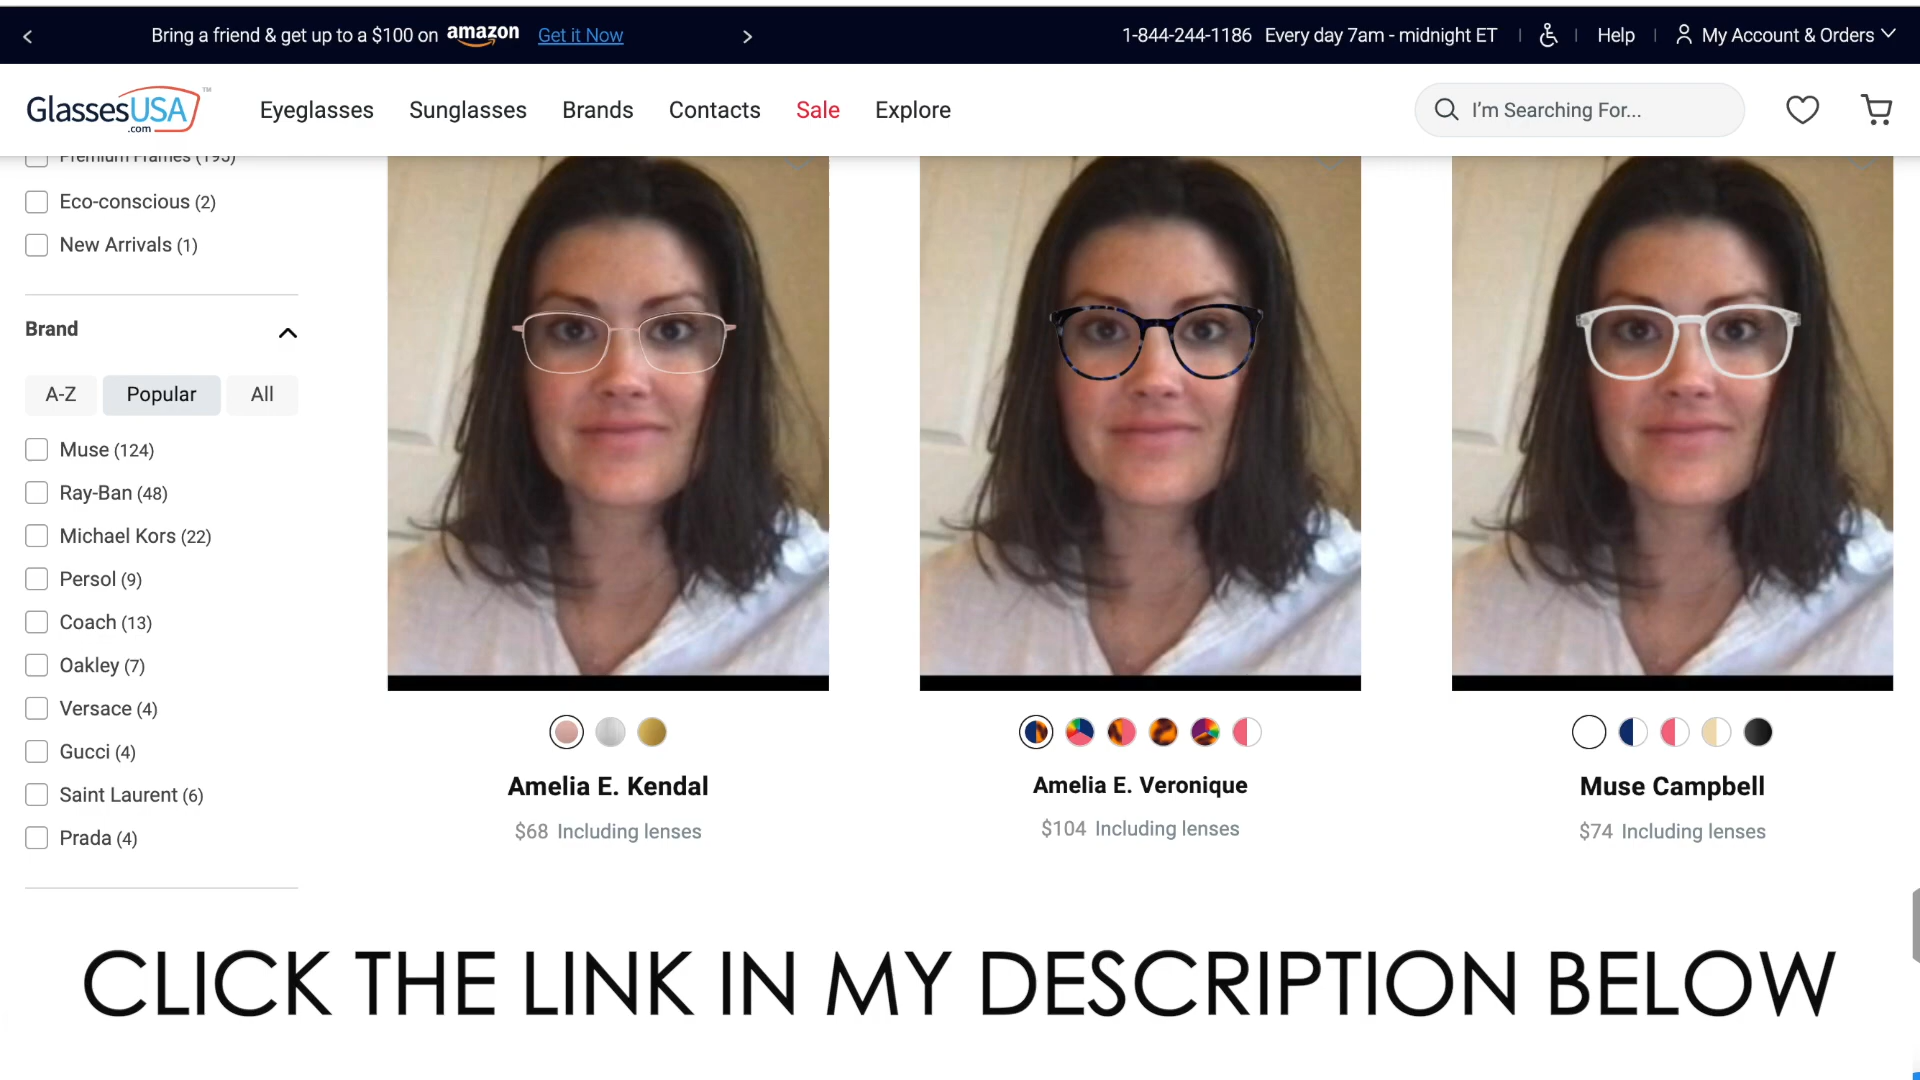 Bring a friend & get up to a $100 on amazon Get it Now
1-844-244-1186 Every day 7am - midnight ET | | Help | My Account & Orders
GlassesUSA.com™
Eyeglasses Sunglasses Brands Contacts Sale Explore
I'm Searching For...
Premium Frames (195)
Eco-conscious (2)
New Arrivals (1)
Brand
A-Z Popular All
Muse (124)
Ray-Ban (48)
Michael Kors (22)
Persol (9)
Coach (13)
Oakley (7)
Versace (4)
Gucci (4)
Saint Laurent (6)
Prada (4)
Amelia E. Kendal
$68 Including lenses
Amelia E. Veronique
$104 Including lenses
Muse Campbell
$74 Including lenses
CLICK THE LINK IN MY DESCRIPTION BELOW